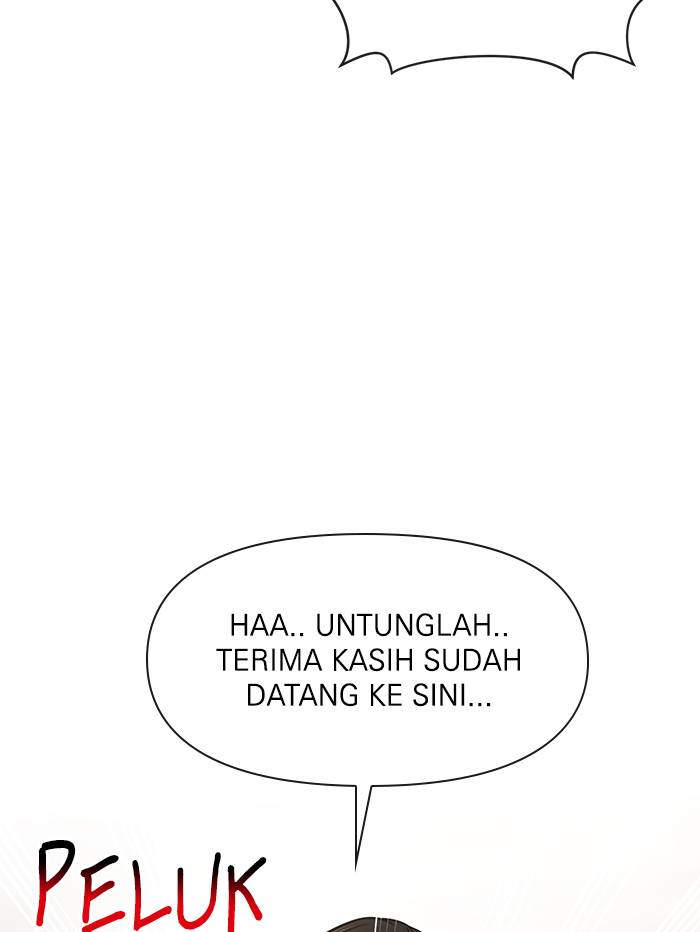 HAA.. UNTUNGLAH..
TERIMA KASIH SUDAH
DATANG KE SINI...
PELUK